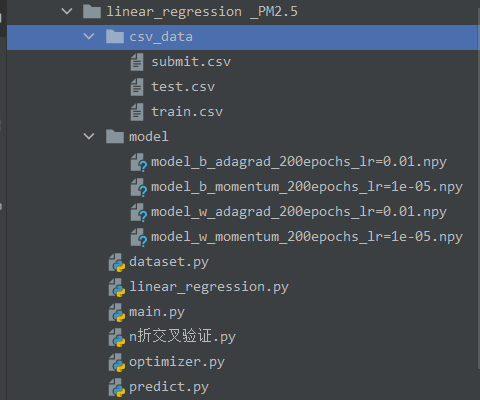 linear_regression _PM2.5
csv_data
submit.csv
test.csv
train.csv
model
model_b_adagrad_200epochs_lr=0.01.npy
model_b_momentum_200epochs_lr=1e-05.npy
model_w_adagrad_200epochs_lr=0.01.npy
model_w_momentum_200epochs_lr=1e-05.npy
dataset.py
linear_regression.py
main.py
n折交叉验证.py
optimizer.py
predict.py